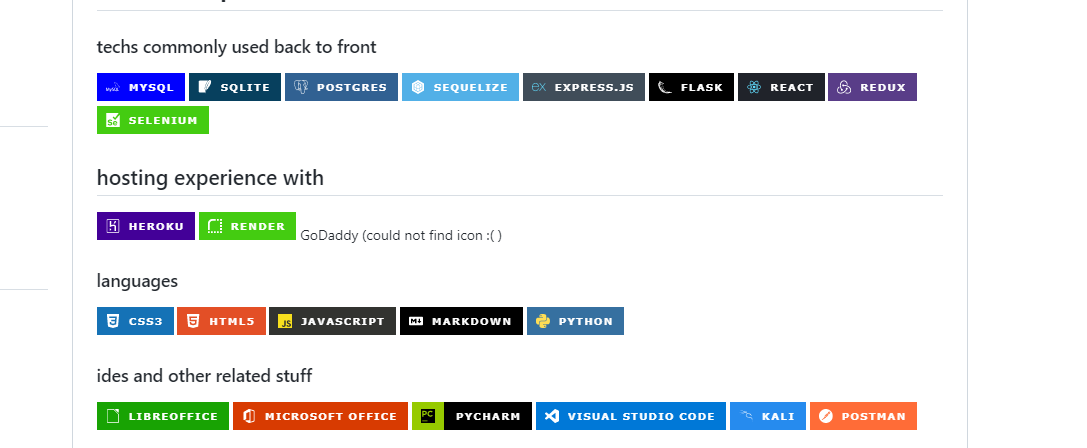 techs commonly used back to front
MYSQL SQLITE POSTGRES SEQUELIZE EXPRESS.JS FLASK REACT REDUX
SELENIUM
hosting experience with
HEROKU RENDER GoDaddy (could not find icon :( )
languages
CSS3 HTML5 JAVASCRIPT MARKDOWN PYTHON
ides and other related stuff
LIBREOFFICE MICROSOFT OFFICE PYCHARM VISUAL STUDIO CODE KALI POSTMAN